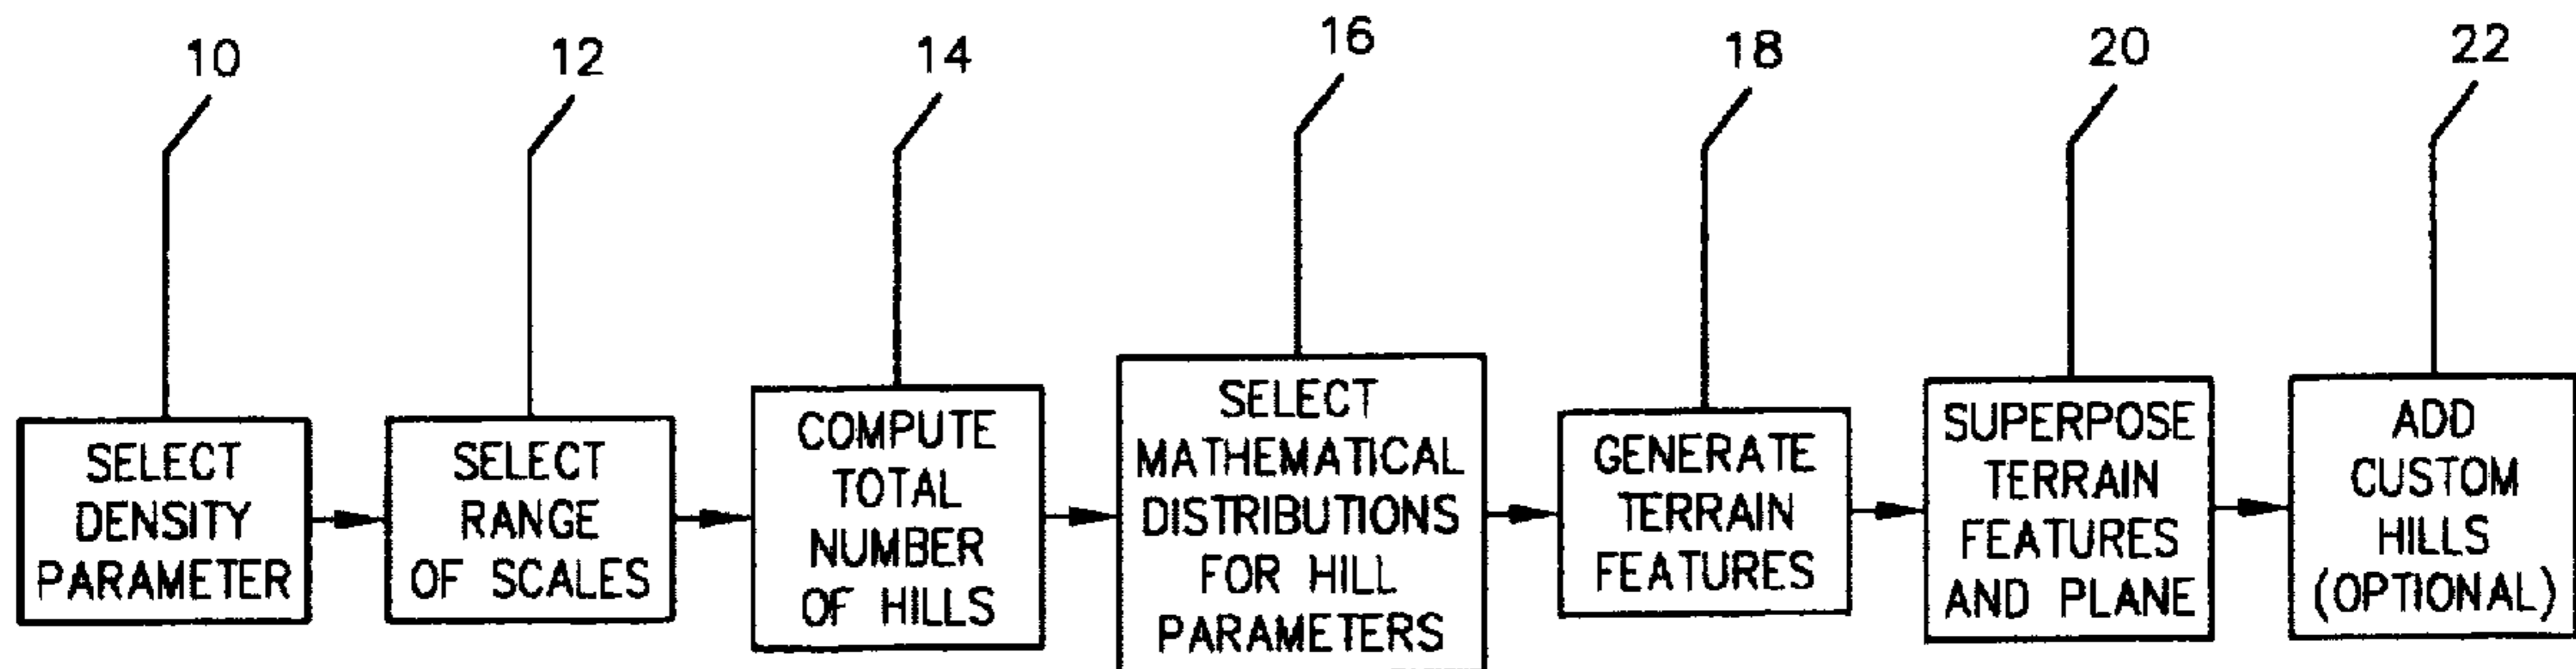 10
12
14
16
18
20
22
SELECT
DENSITY
PARAMETER
SELECT
RANGE
OF SCALES
COMPUTE
TOTAL
NUMBER
OF HILLS
SELECT
MATHEMATICAL
DISTRIBUTIONS
FOR HILL
PARAMETERS
GENERATE
TERRAIN
FEATURES
SUPERPOSE
TERRAIN
FEATURES
AND PLANE
ADD
CUSTOM
HILLS
(OPTIONAL)